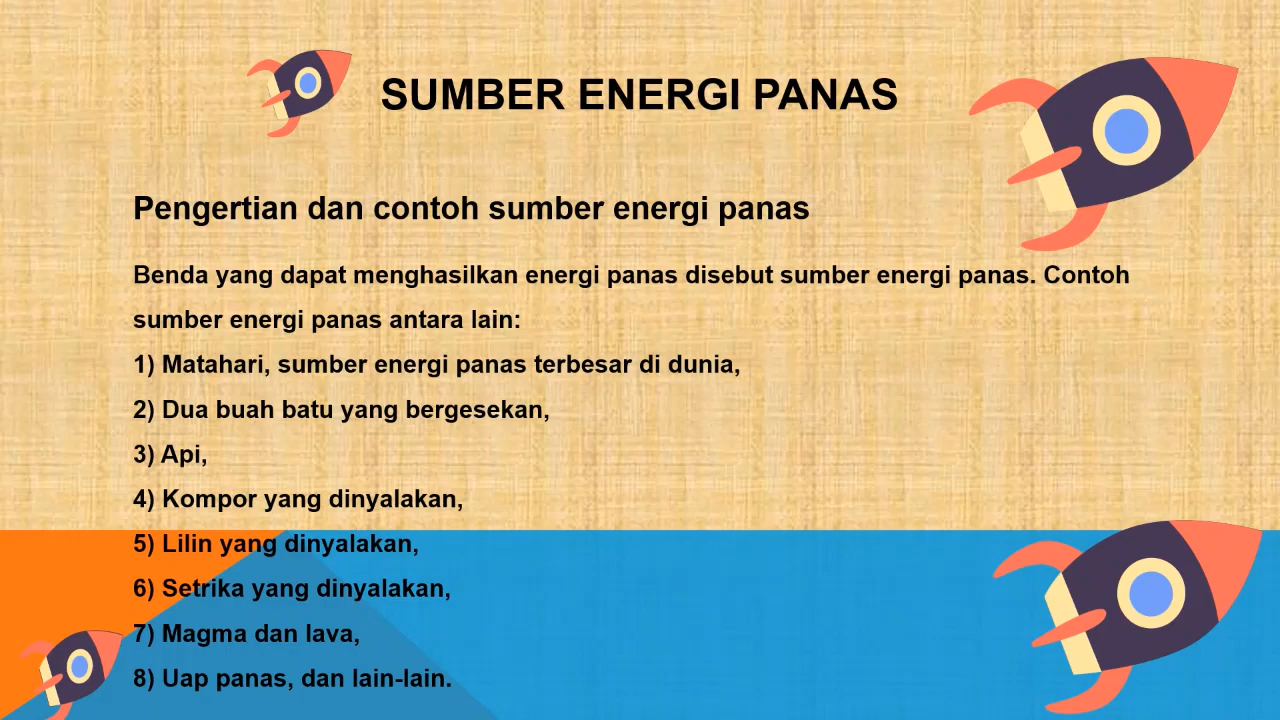 SUMBER ENERGI PANAS
Pengertian dan contoh sumber energi panas
Benda yang dapat menghasilkan energi panas disebut sumber energi panas. Contoh
sumber energi panas antara lain:
1) Matahari, sumber energi panas terbesar di dunia,
2) Dua buah batu yang bergesekan,
3) Api,
4) Kompor yang dinyalakan,
5) Lilin yang dinyalakan,
6) Setrika yang dinyalakan,
7) Magma dan lava,
8) Uap panas, dan lain-lain.